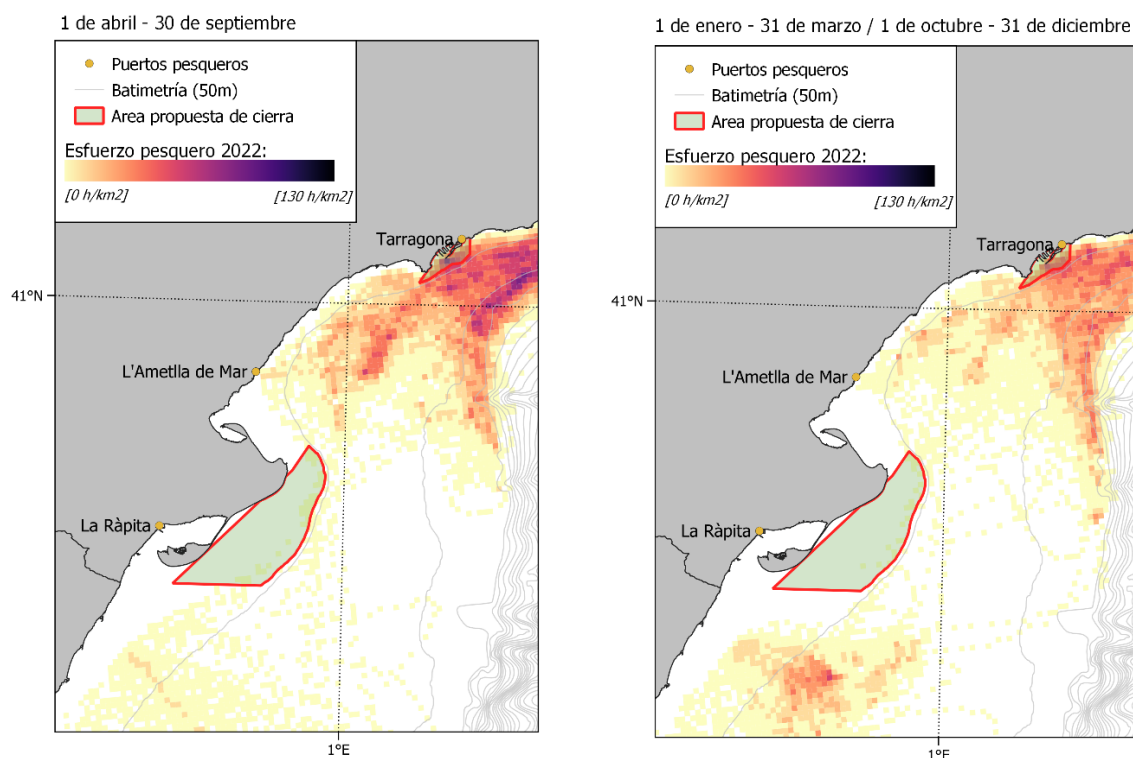 1 de abril - 30 de septiembre
Puertos pesqueros
Batimetría (50m)
Area propuesta de cierra
Esfuerzo pesquero 2022:
[0 h/km2] [130 h/km2]
Tarragona
41°N
L'Ametlla de Mar
La Ràpita
1°E
1 de enero - 31 de marzo / 1 de octubre - 31 de diciembre
Puertos pesqueros
Batimetría (50m)
Area propuesta de cierra
Esfuerzo pesquero 2022:
[0 h/km2] [130 h/km2]
Tarragona
41°N
L'Ametlla de Mar
La Ràpita
1°E